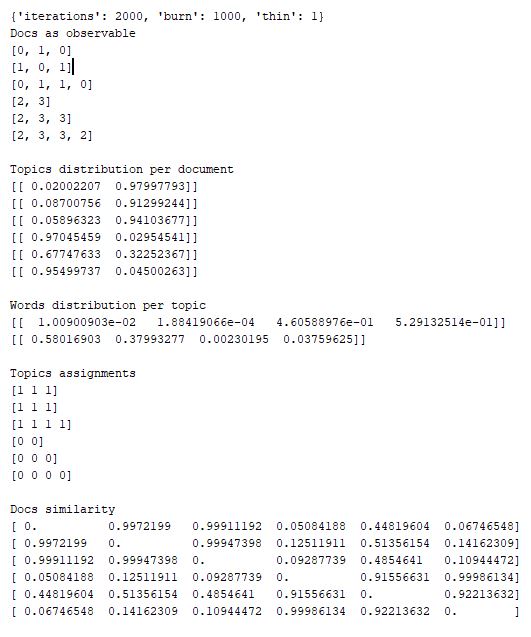 {'iterations': 2000, 'burn': 1000, 'thin': 1}
Docs as observable
[0, 1, 0]
[1, 0, 1]
[0, 1, 1, 0]
[2, 3]
[2, 3, 3]
[2, 3, 3, 2]
Topics distribution per document
[[ 0.02002207 0.97997793]]
[[ 0.08700756 0.91299244]]
[[ 0.05896323 0.94103677]]
[[ 0.97045459 0.02954541]]
[[ 0.67747633 0.32252367]]
[[ 0.95499737 0.04500263]]
Words distribution per topic
[[ 1.00900903e-02 1.88419066e-04 4.60588976e-01 5.29132514e-01]]
[[ 0.58016903 0.37993277 0.00230195 0.03759625]]
Topics assignments
[1 1 1]
[1 1 1]
[1 1 1 1]
[0 0]
[0 0 0]
[0 0 0 0]
Docs similarity
[ 0. 0.9972199 0.99911192 0.05084188 0.44819604 0.06746548]
[ 0.9972199 0. 0.99947398 0.12511911 0.51356154 0.14162309]
[ 0.99911192 0.99947398 0. 0.09287739 0.4854641 0.10944472]
[ 0.05084188 0.12511911 0.09287739 0. 0.91556631 0.99986134]
[ 0.44819604 0.51356154 0.4854641 0.91556631 0. 0.92213632]
[ 0.06746548 0.14162309 0.10944472 0.99986134 0.92213632 0. ]